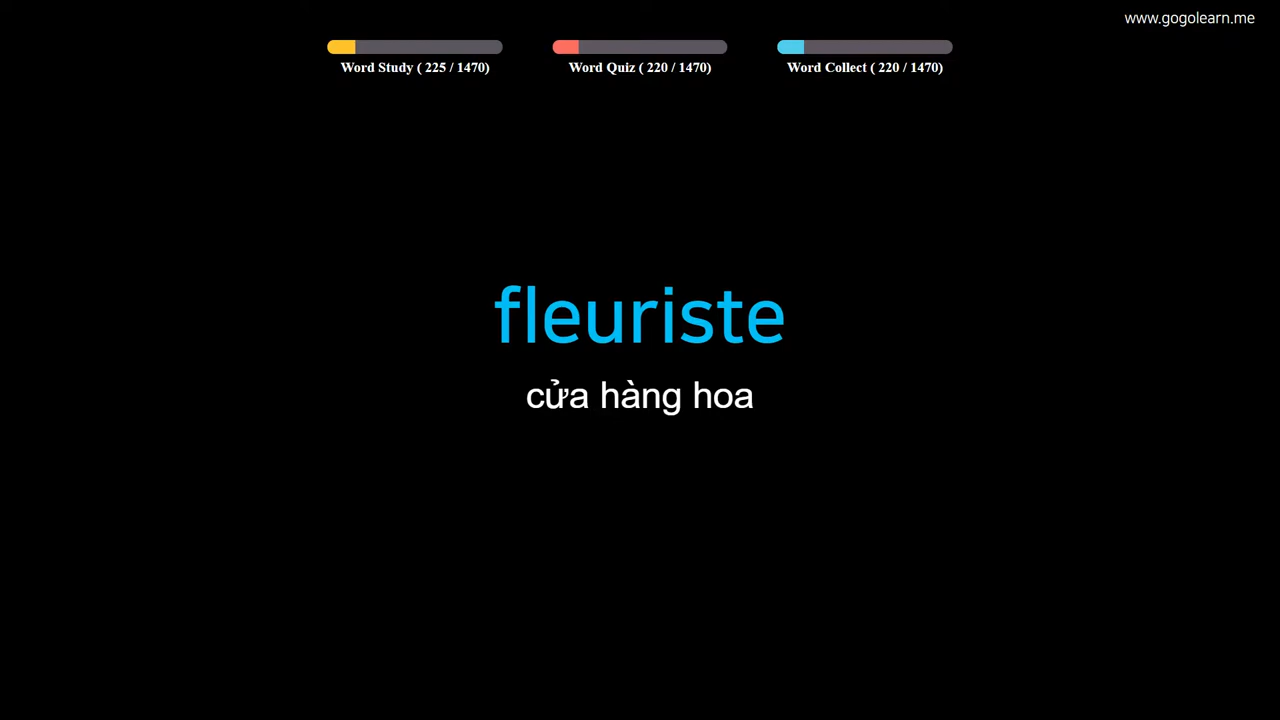 www.gogolearn.me
Word Study ( 225 / 1470)
Word Quiz ( 220 / 1470)
Word Collect ( 220 / 1470)
fleuriste
cửa hàng hoa